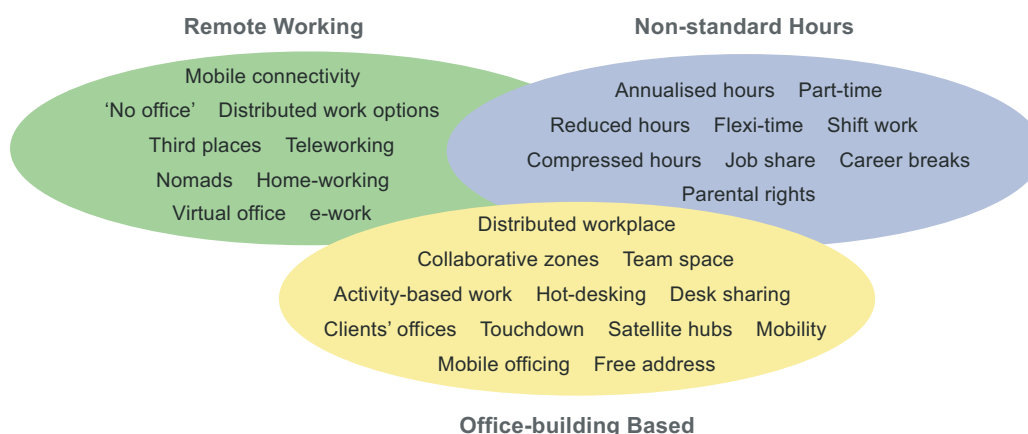 Remote Working
Non-standard Hours
Mobile connectivity
‘No office’ Distributed work options
Third places Teleworking
Nomads Home-working
Virtual office e-work
Annualised hours Part-time
Reduced hours Flexi-time Shift work
Compressed hours Job share Career breaks
Parental rights
Distributed workplace
Collaborative zones Team space
Activity-based work Hot-desking Desk sharing
Clients’ offices Touchdown Satellite hubs Mobility
Mobile officing Free address
Office-building Based